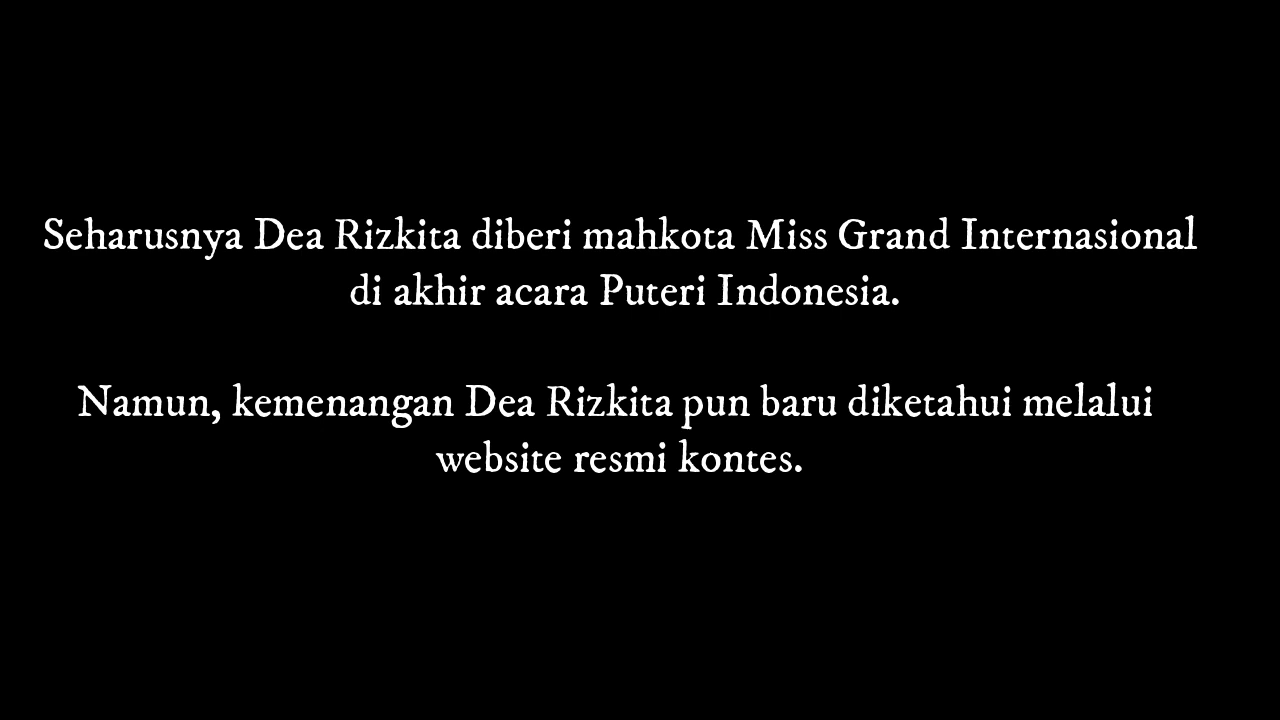 Seharusnya Dea Rizkita diberi mahkota Miss Grand Internasional
di akhir acara Puteri Indonesia.
Namun, kemenangan Dea Rizkita pun baru diketahui melalui
website resmi kontes.